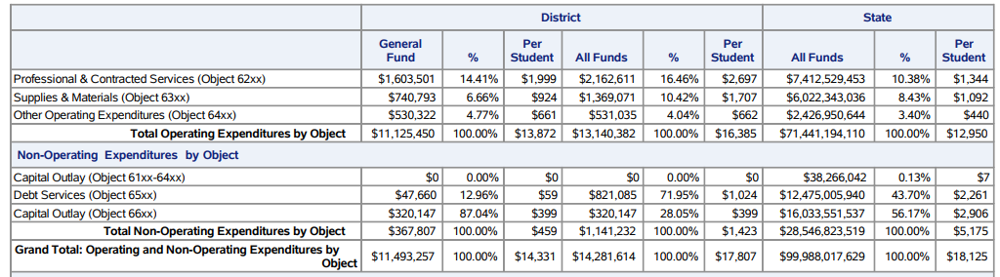 District State
General Fund % Per Student All Funds % Per Student All Funds % Per Student
Professional & Contracted Services (Object 62xx) $1,603,501 14.41% $1,999 $2,162,611 16.46% $2,697 $7,412,529,453 10.38% $1,344
Supplies & Materials (Object 63xx) $740,793 6.66% $924 $1,369,071 10.42% $1,707 $6,022,343,036 8.43% $1,092
Other Operating Expenditures (Object 64xx) $530,322 4.77% $661 $531,035 4.04% $662 $2,426,950,644 3.40% $440
Total Operating Expenditures by Object $11,125,450 100.00% $13,872 $13,140,382 100.00% $16,385 $71,441,194,110 100.00% $12,950
Non-Operating Expenditures by Object
Capital Outlay (Object 61xx-64xx) $0 0.00% $0 $0 0.00% $0 $38,266,042 0.13% $7
Debt Services (Object 65xx) $47,660 12.96% $59 $821,085 71.95% $1,024 $12,475,005,940 43.70% $2,261
Capital Outlay (Object 66xx) $320,147 87.04% $399 $320,147 28.05% $399 $16,033,551,537 56.17% $2,906
Total Non-Operating Expenditures by Object $367,807 100.00% $459 $1,141,232 100.00% $1,423 $28,546,823,519 100.00% $5,175
Grand Total: Operating and Non-Operating Expenditures by
Object $11,493,257 100.00% $14,331 $14,281,614 100.00% $17,807 $99,988,017,629 100.00% $18,125